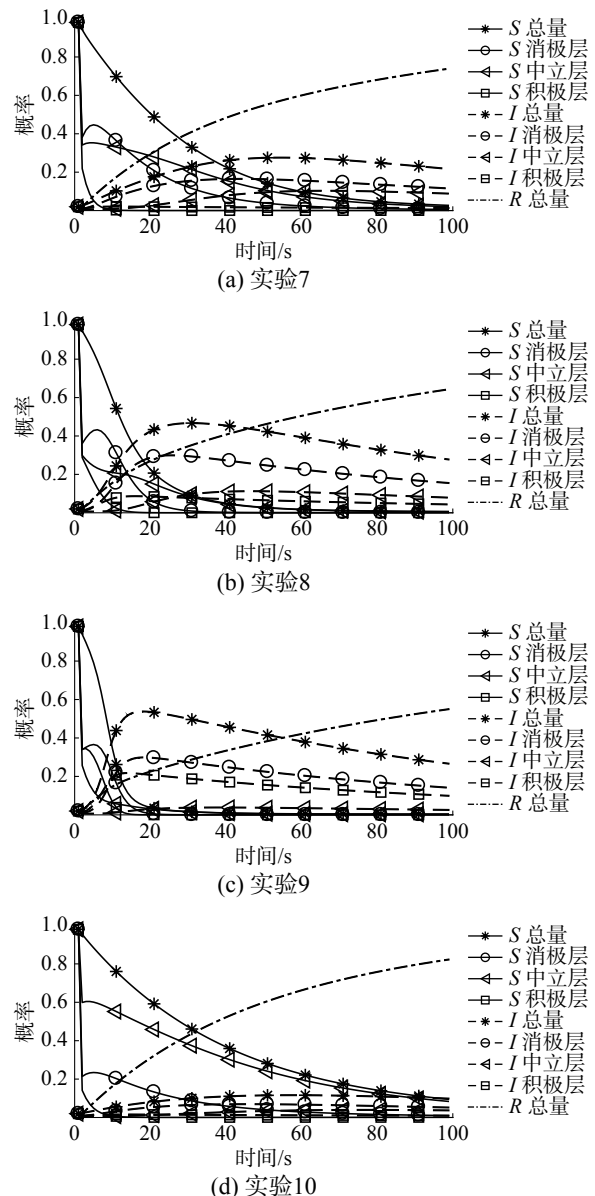 1.0
0.8
0.6
0.4
0.2
0
20
40
60
80
100
概率
时间/s
S 总量
S 消极层
S 中立层
S 积极层
I 总量
I 消极层
I 中立层
I 积极层
R 总量
(a) 实验7
1.0
0.8
0.6
0.4
0.2
0
20
40
60
80
100
概率
时间/s
S 总量
S 消极层
S 中立层
S 积极层
I 总量
I 消极层
I 中立层
I 积极层
R 总量
(b) 实验8
1.0
0.8
0.6
0.4
0.2
0
20
40
60
80
100
概率
时间/s
S 总量
S 消极层
S 中立层
S 积极层
I 总量
I 消极层
I 中立层
I 积极层
R 总量
(c) 实验9
1.0
0.8
0.6
0.4
0.2
0
20
40
60
80
100
概率
时间/s
S 总量
S 消极层
S 中立层
S 积极层
I 总量
I 消极层
I 中立层
I 积极层
R 总量
(d) 实验10